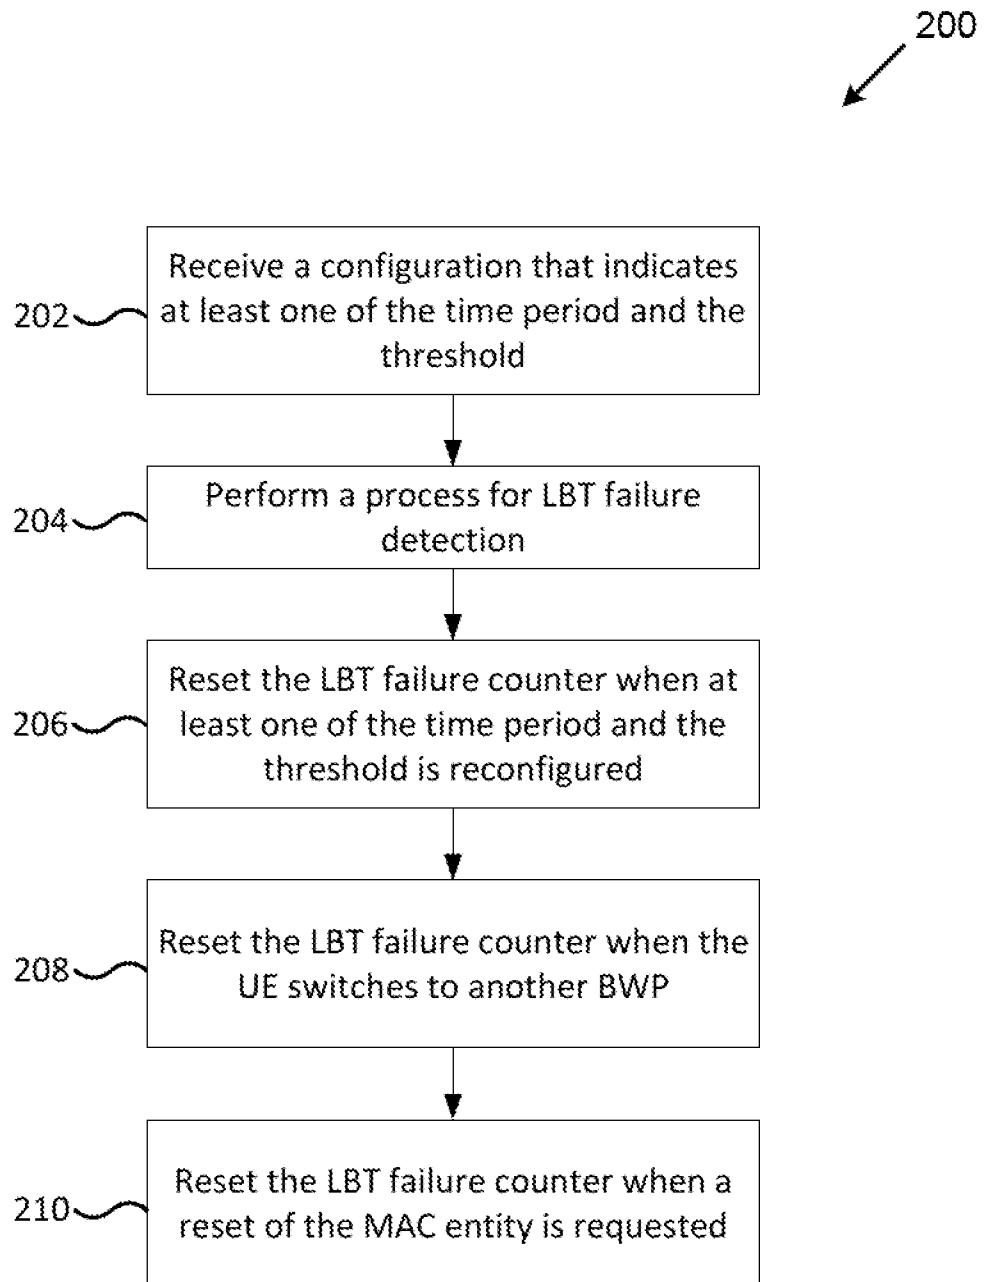 200
202
Receive a configuration that indicates
at least one of the time period and the
threshold
204
Perform a process for LBT failure
detection
206
Reset the LBT failure counter when at
least one of the time period and the
threshold is reconfigured
208
Reset the LBT failure counter when the
UE switches to another BWP
210
Reset the LBT failure counter when a
reset of the MAC entity is requested